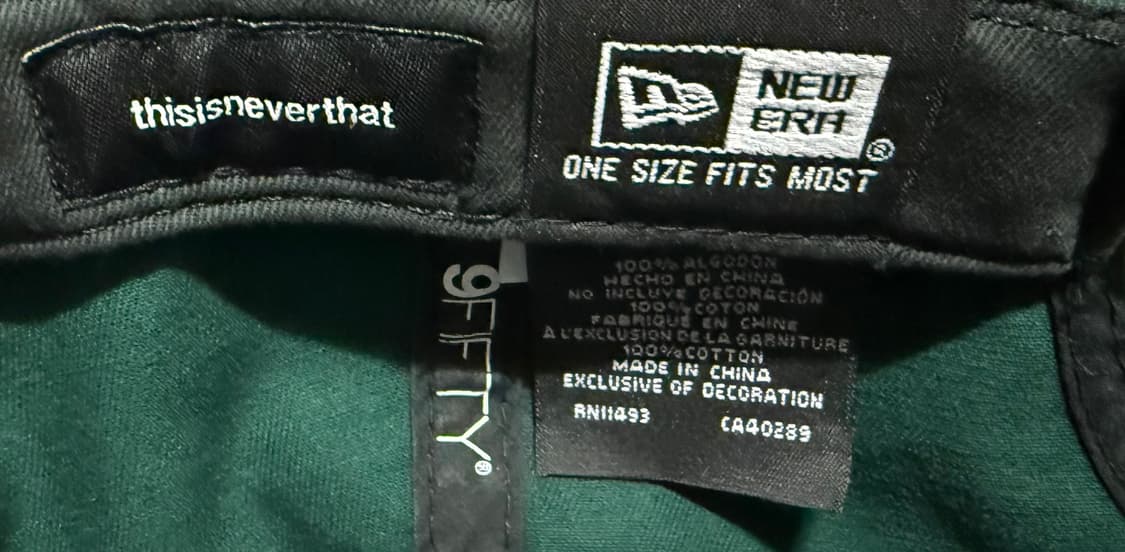 thisisneverthat
NEW
ERA®
ONE SIZE FITS MOST
9FIFTY®
100% ALGODON
HECHO EN CHINA
NO INCLUYE DECORACIÓN
100% COTON
FABRIQUE EN CHINE
A L'EXCLUSION DE LA GARNITURE
100% COTTON
MADE IN CHINA
EXCLUSIVE OF DECORATION
RN11493 CA40289